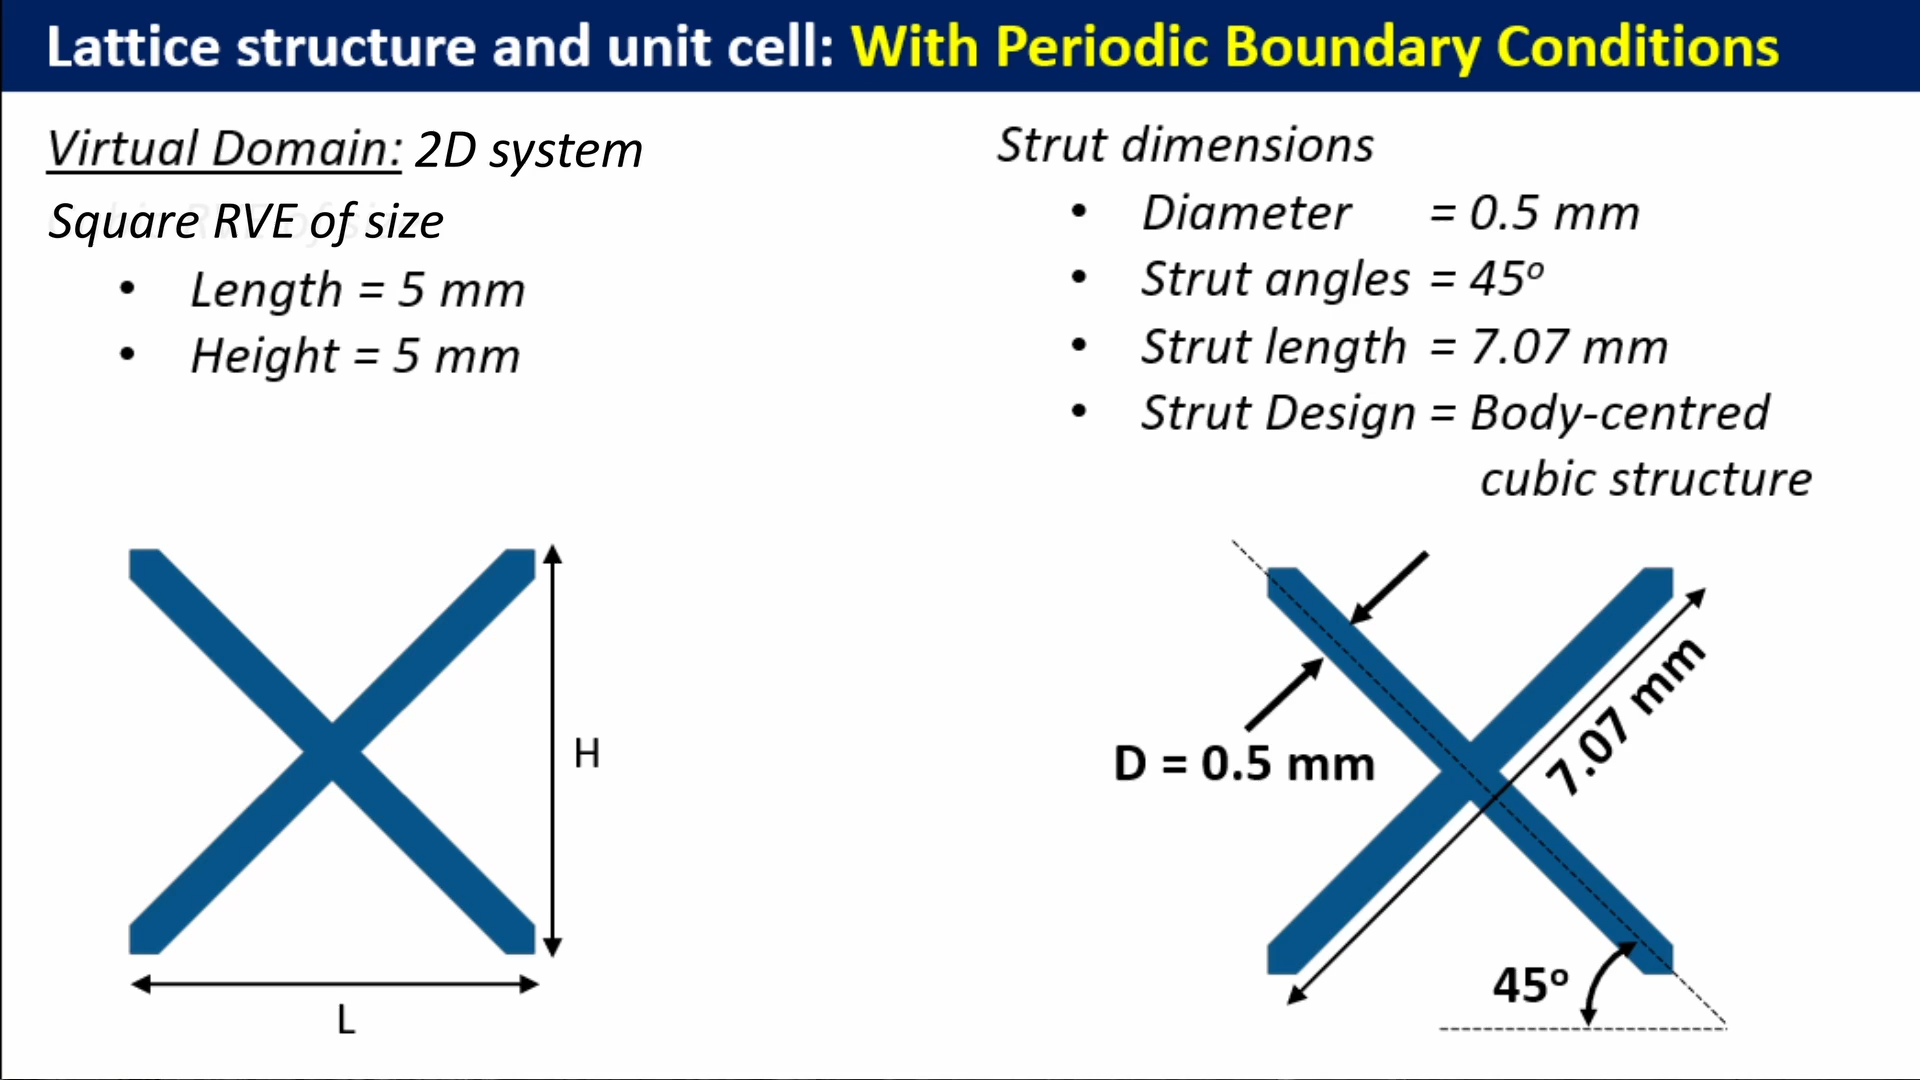 Lattice structure and unit cell: With Periodic Boundary Conditions
Virtual Domain: 2D system
Square RVE of size
• Length = 5 mm
• Height = 5 mm
Strut dimensions
• Diameter = 0.5 mm
• Strut angles = 45º
• Strut length = 7.07 mm
• Strut Design = Body-centred
cubic structure
H
L
D = 0.5 mm
7.07 mm
45º